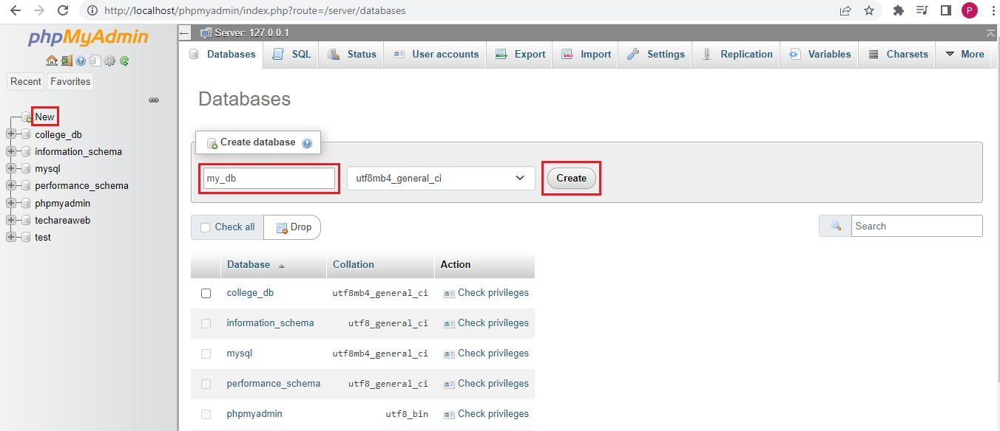 http://localhost/phpmyadmin/index.php?route=/server/databases
P
phpMyAdmin
Recent Favorites
New
college_db
information_schema
mysql
performance_schema
phpmyadmin
techareaweb
test
Server: 127.0.0.1
Databases SQL Status User accounts Export Import Settings Replication Variables Charsets More
Databases
Create database
my_db utf8mb4_general_ci Create
Check all Drop Search
Database Collation Action
college_db utf8mb4_general_ci Check privileges
information_schema utf8_general_ci Check privileges
mysql utf8mb4_general_ci Check privileges
performance_schema utf8_general_ci Check privileges
phpmyadmin utf8_bin Check privileges